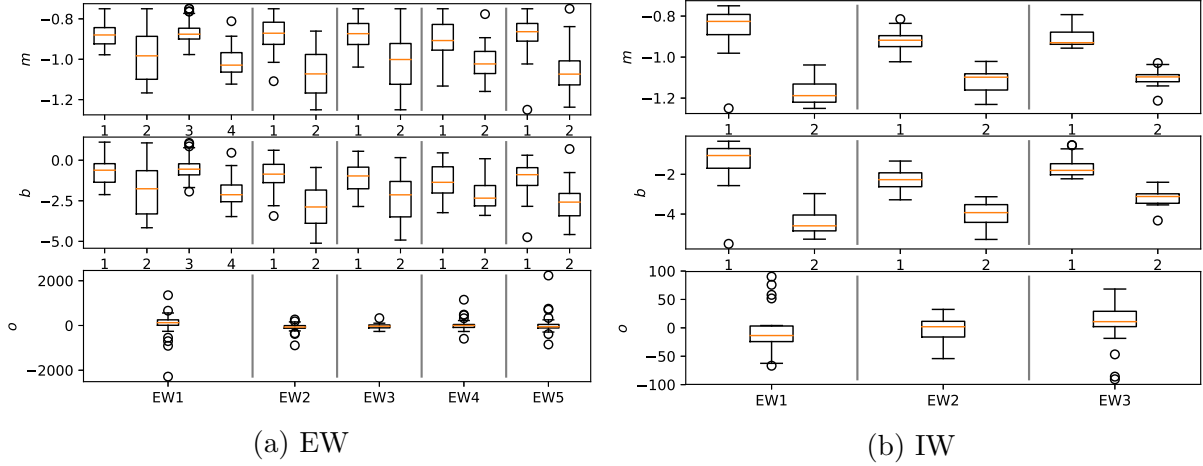 −0.8
−1.0
−1.2
m
1 2 3 4 1 2 1 2 1 2 1 2
0.0
−2.5
−5.0
b
1 2 3 4 1 2 1 2 1 2 1 2
2000
0
−2000
o
EW1 EW2 EW3 EW4 EW5
(a) EW
−0.8
−1.0
−1.2
m
1 2 1 2 1 2
−2
−4
b
1 2 1 2 1 2
100
50
0
−50
−100
o
EW1 EW2 EW3
(b) IW